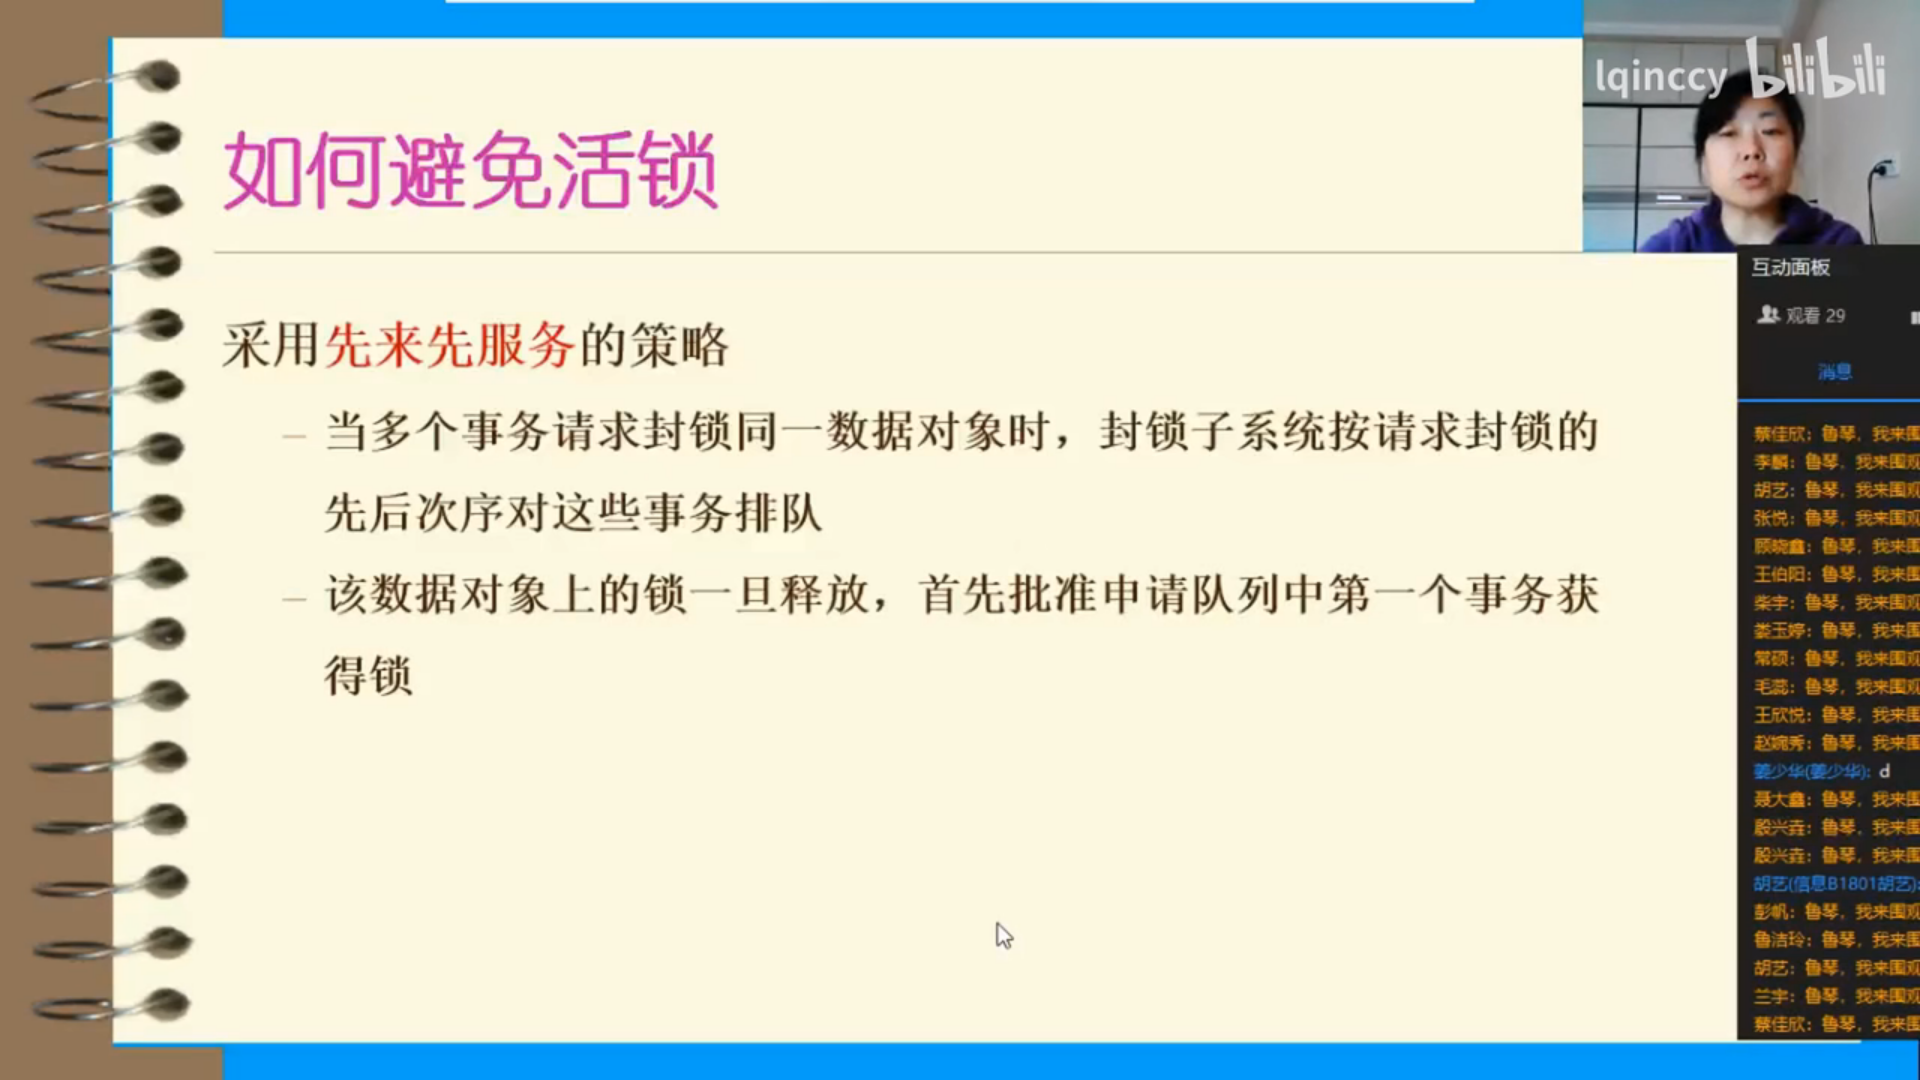 如何避免活锁
采用先来先服务的策略
– 当多个事务请求封锁同一数据对象时，封锁子系统按请求封锁的
先后次序对这些事务排队
– 该数据对象上的锁一旦释放，首先批准申请队列中第一个事务获
得锁
lqinccy bilibili
互动面板
观看 29
消息
蔡佳欣：鲁琴，我来围观
李麟：鲁琴，我来围观
胡艺：鲁琴，我来围观
张悦：鲁琴，我来围观
顾晓鑫：鲁琴，我来围
王伯阳：鲁琴，我来围
柴宇：鲁琴，我来围观
娄玉婷：鲁琴，我来围
常硕：鲁琴，我来围观
毛蕊：鲁琴，我来围观
王欣悦：鲁琴，我来围
赵婉秀：鲁琴，我来围
姜少华(姜少华)：d
聂大鑫：鲁琴，我来围
殷兴垚：鲁琴，我来围
殷兴垚：鲁琴，我来围
胡艺(信息B1801胡艺)：
彭帆：鲁琴，我来围观
鲁洁玲：鲁琴，我来围
胡艺：鲁琴，我来围观
兰宇：鲁琴，我来围观
蔡佳欣：鲁琴，我来围